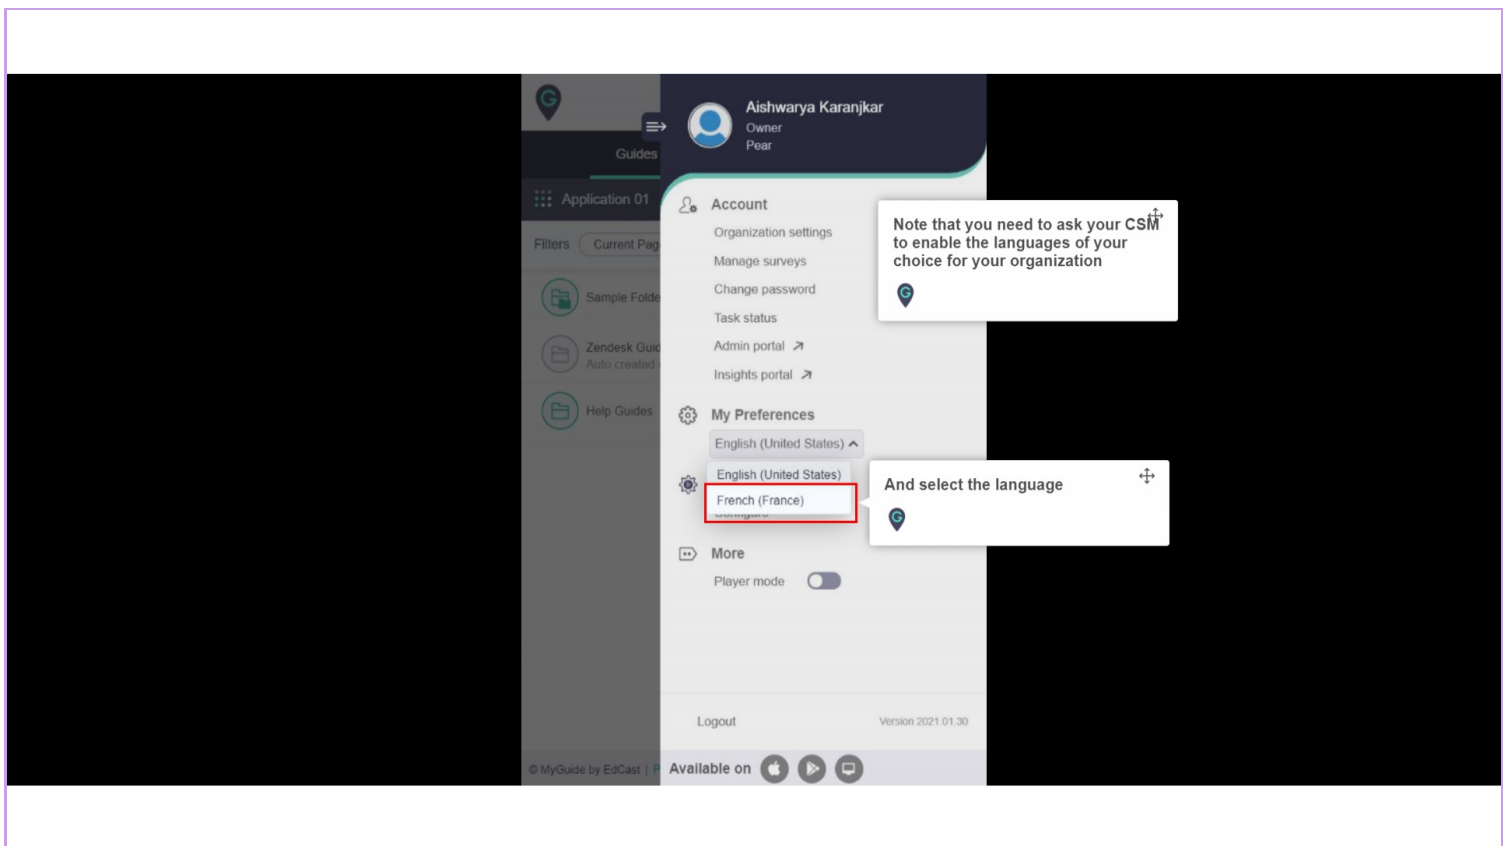 Aishwarya Karanjkar
Owner
Pear
Guides
Application 01
Filters
Current Pag
Sample Folde
Zendesk Guid
Auto created
Help Guides
Account
Organization settings
Manage surveys
Change password
Task status
Admin portal
Insights portal
My Preferences
English (United States)
English (United States)
French (France)
Configure
More
Player mode
Logout
Version 2021.01.30
© MyGuide by EdCast | P
Available on
Note that you need to ask your CSM
to enable the languages of your
choice for your organization
And select the language